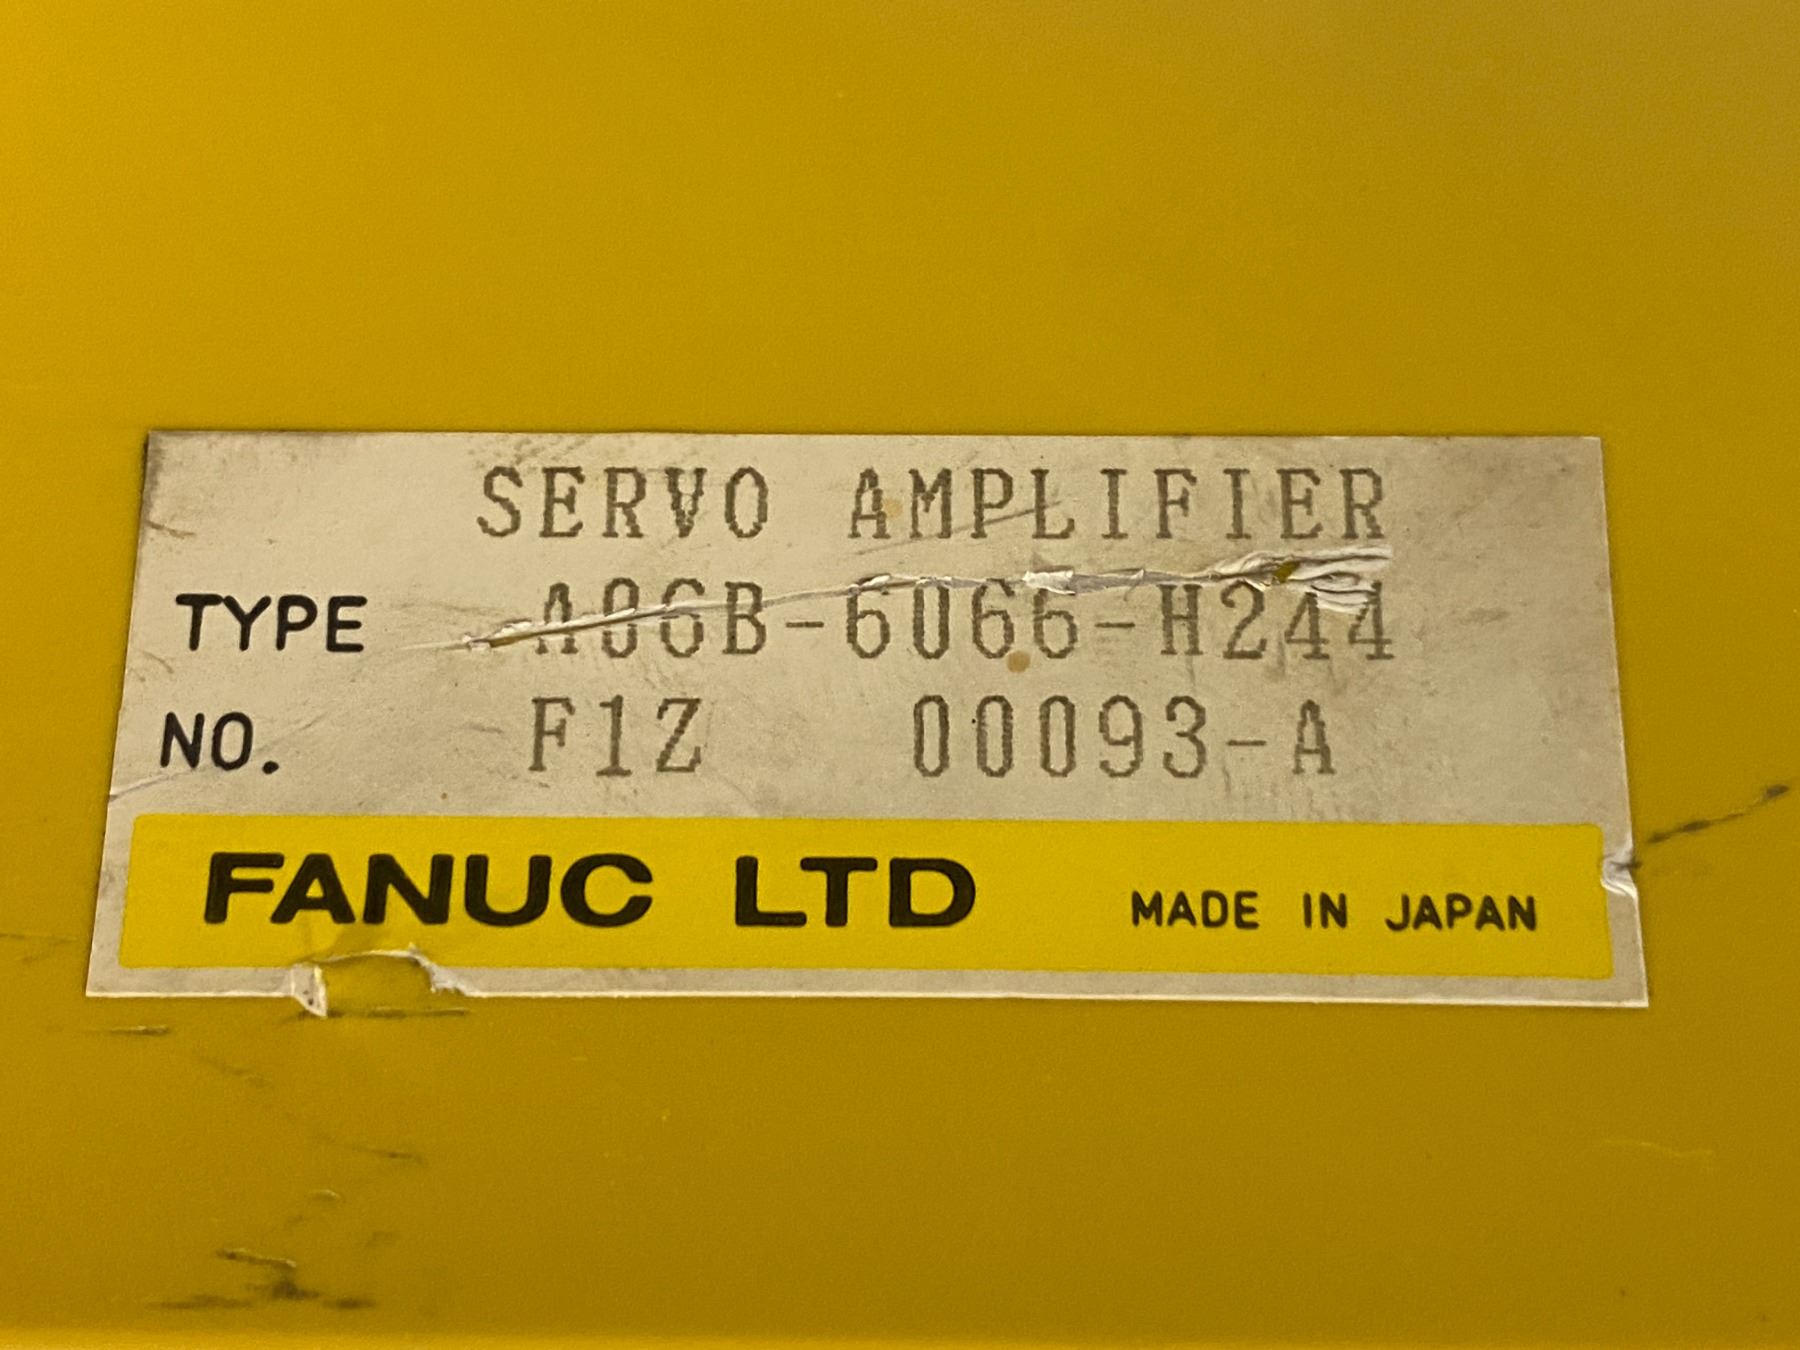 SERVO AMPLIFIER
TYPE A06B-6066-H244
NO. F1Z 00093-A
FANUC LTD MADE IN JAPAN